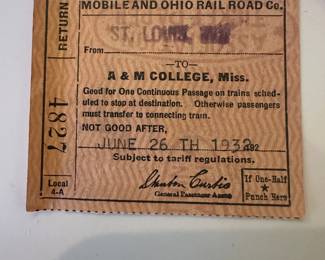 MOBILE AND OHIO RAIL ROAD Co.
ST. LOUIS,
From
—TO—
A & M COLLEGE, Miss.
Good for One Continuous Passage on trains sched-
uled to stop at destination. Otherwise passengers
must transfer to connecting train.
NOT GOOD AFTER,
JUNE 26 TH 1932 192
Subject to tariff regulations.
General Passenger Agent
Local
4-A
If One-Half
★
Punch Here
RETURN
4827